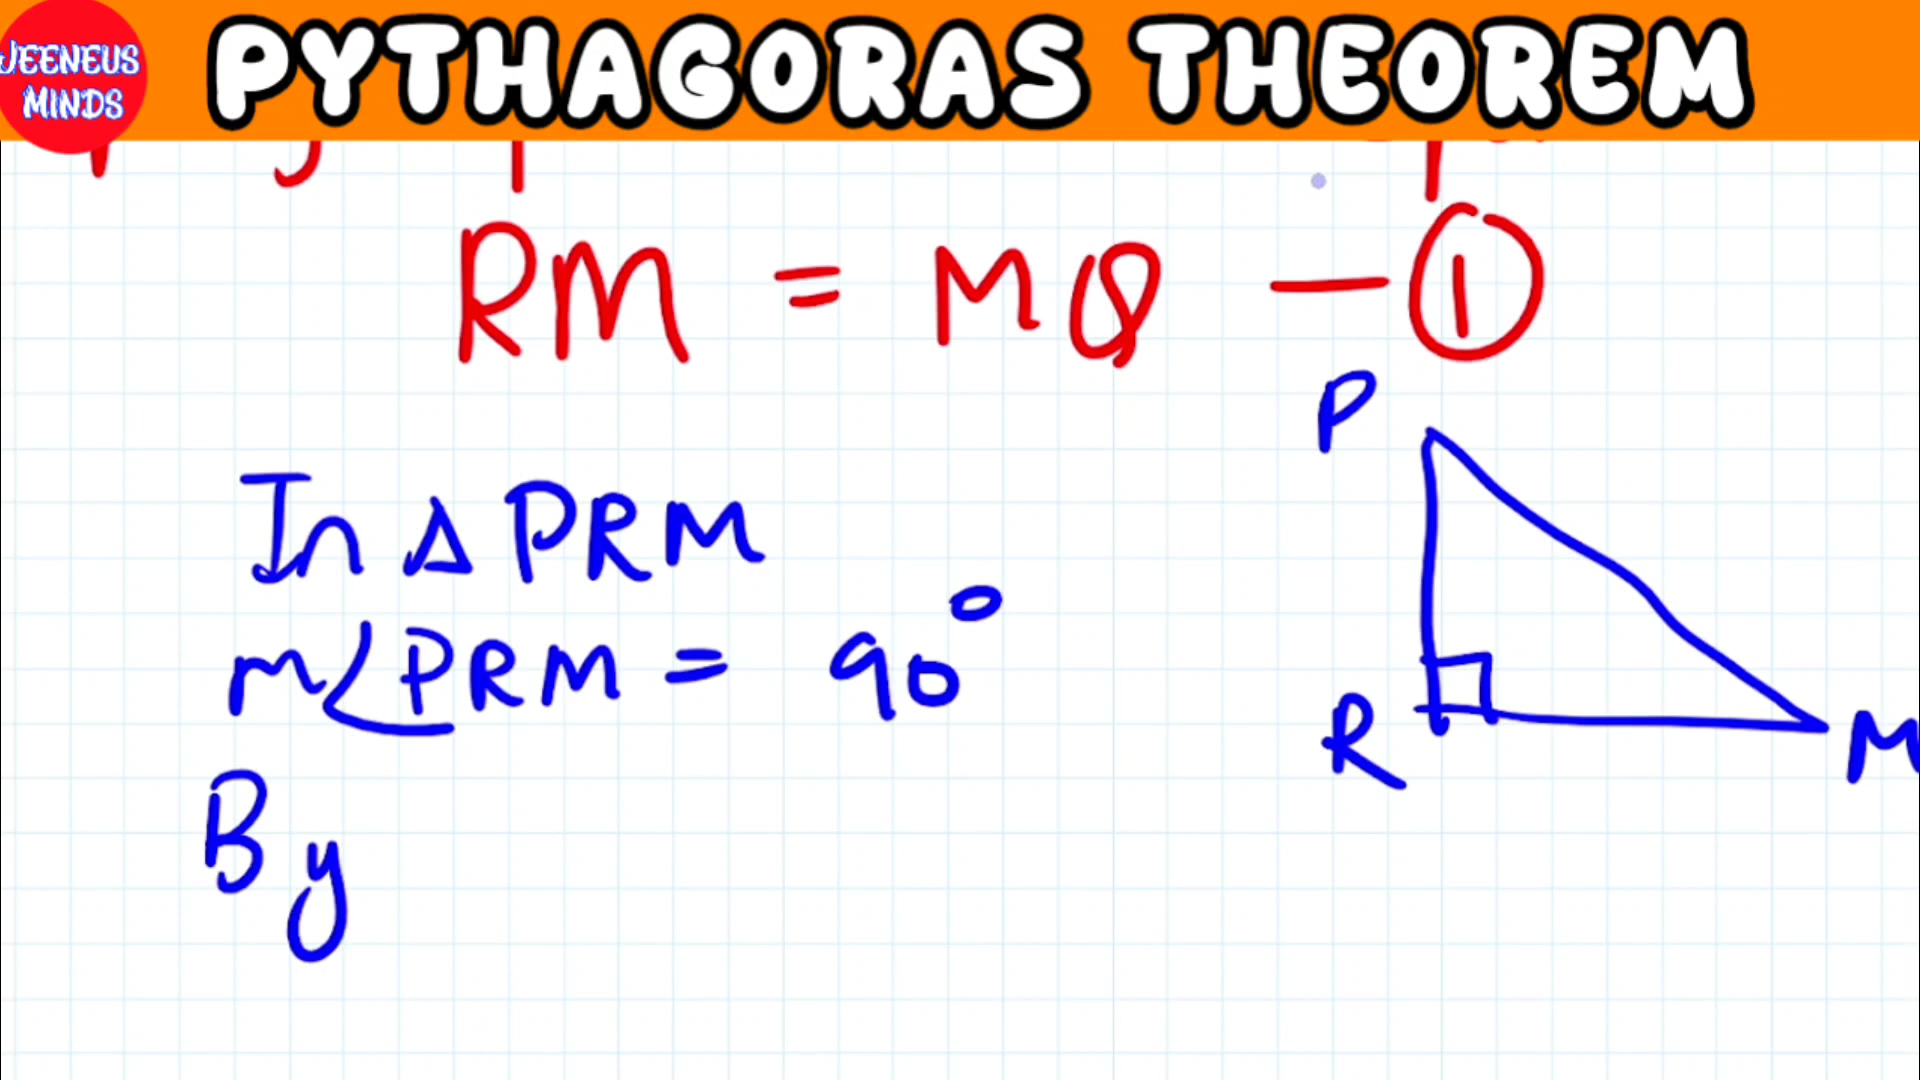 JEENEUS
MINDS
PYTHAGORAS THEOREM
RM = MQ — ①
P
In Δ PRM
m∠PRM = 90°
R
M
By